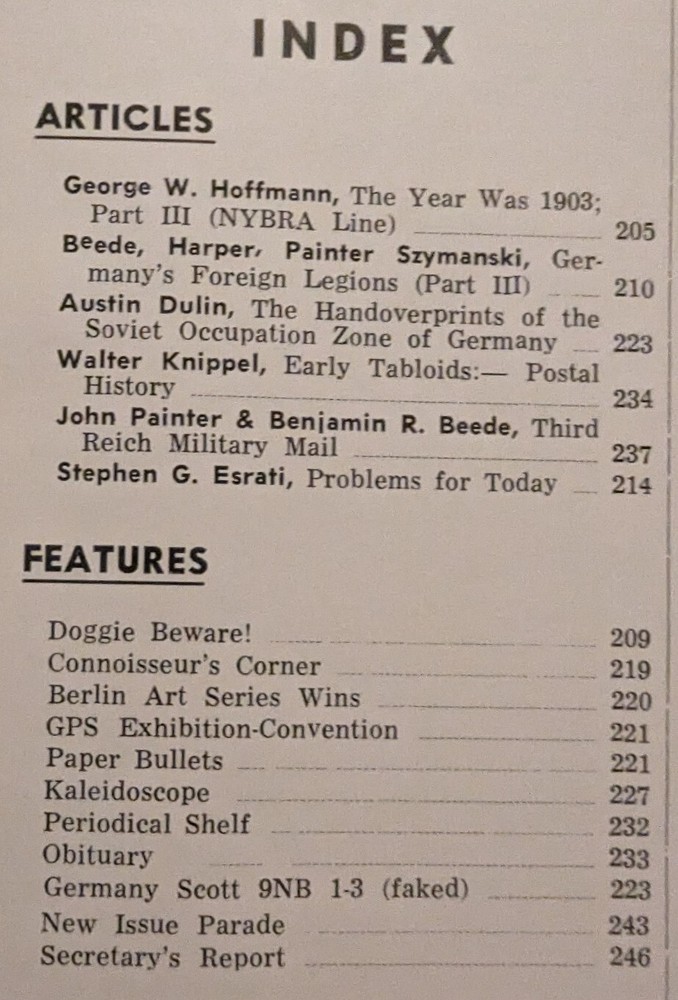 INDEX
ARTICLES
George W. Hoffmann, The Year Was 1903;
Part III (NYBRA Line) 205
Beede, Harper, Painter Szymanski, Ger-
many's Foreign Legions (Part III) 210
Austin Dulin, The Handoverprints of the
Soviet Occupation Zone of Germany 223
Walter Knippel, Early Tabloids:— Postal
History 234
John Painter & Benjamin R. Beede, Third
Reich Military Mail 237
Stephen G. Esrati, Problems for Today 214
FEATURES
Doggie Beware! 209
Connoisseur's Corner 219
Berlin Art Series Wins 220
GPS Exhibition-Convention 221
Paper Bullets 221
Kaleidoscope 227
Periodical Shelf 232
Obituary 233
Germany Scott 9NB 1-3 (faked) 223
New Issue Parade 243
Secretary's Report 246